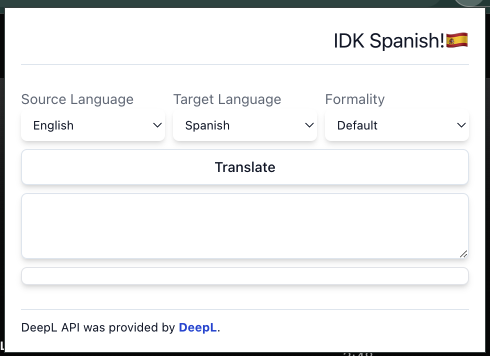 IDK Spanish!🇪🇸
Source Language Target Language Formality
English Spanish Default
Translate
DeepL API was provided by DeepL.